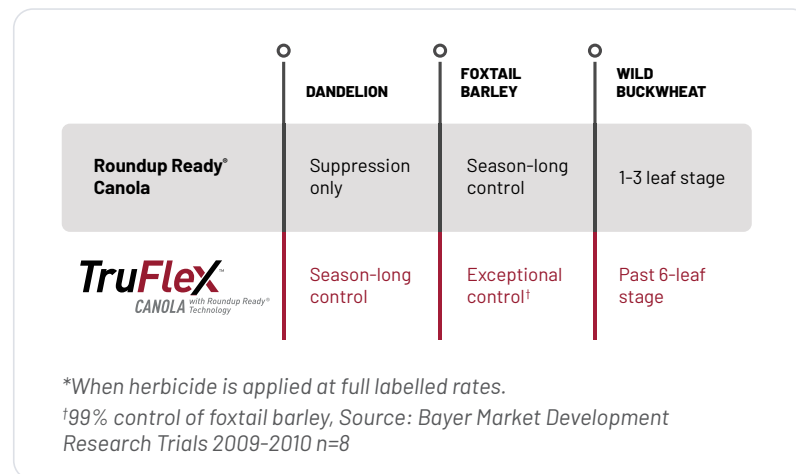 DANDELION
FOXTAIL
BARLEY
WILD
BUCKWHEAT
Roundup Ready®
Canola
Suppression
only
Season-long
control
1-3 leaf stage
TruFlex™
CANOLA with Roundup Ready®
Technology
Season-long
control
Exceptional
control†
Past 6-leaf
stage
*When herbicide is applied at full labelled rates.
†99% control of foxtail barley, Source: Bayer Market Development
Research Trials 2009-2010 n=8